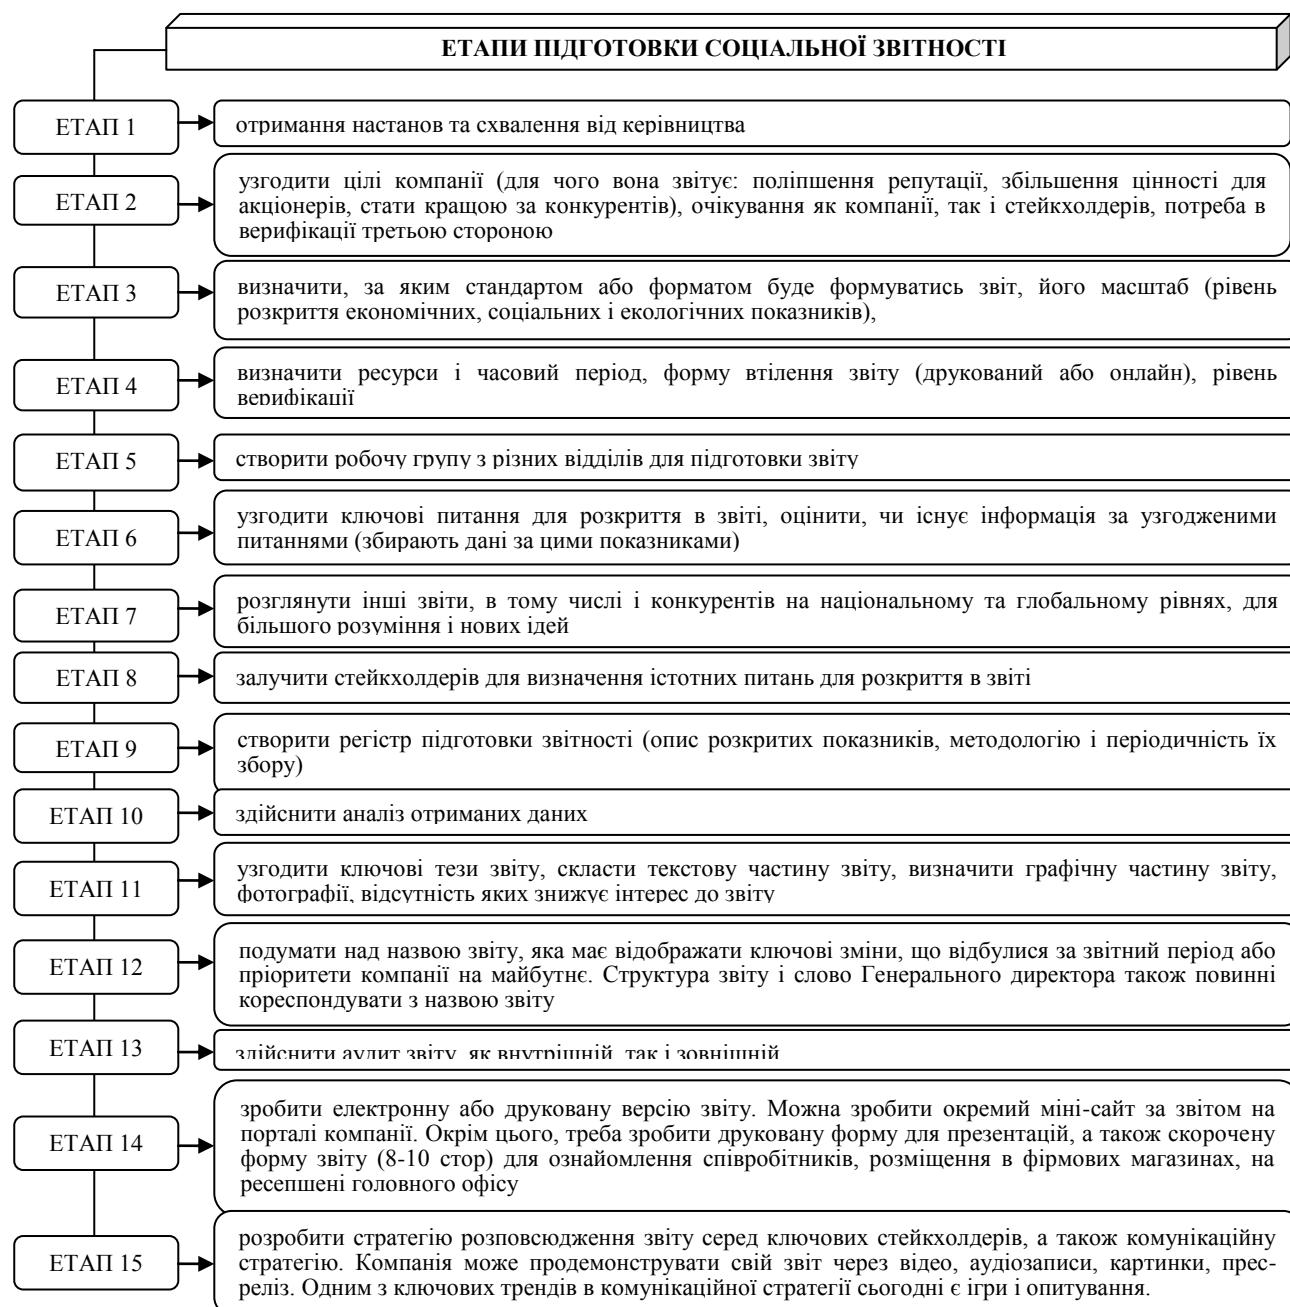 ЕТАПИ ПІДГОТОВКИ СОЦІАЛЬНОЇ ЗВІТНОСТІ
ЕТАП 1
отримання настанов та схвалення від керівництва
ЕТАП 2
узгодити цілі компанії (для чого вона звітує: поліпшення репутації, збільшення цінності для
акціонерів, стати кращою за конкурентів), очікування як компанії, так і стейкхолдерів, потреба в
верифікації третьою стороною
ЕТАП 3
визначити, за яким стандартом або форматом буде формуватись звіт, його масштаб (рівень
розкриття економічних, соціальних і екологічних показників),
ЕТАП 4
визначити ресурси і часовий період, форму втілення звіту (друкований або онлайн), рівень
верифікації
ЕТАП 5
створити робочу групу з різних відділів для підготовки звіту
ЕТАП 6
узгодити ключові питання для розкриття в звіті, оцінити, чи існує інформація за узгодженими
питаннями (збирають дані за цими показниками)
ЕТАП 7
розглянути інші звіти, в тому числі і конкурентів на національному та глобальному рівнях, для
більшого розуміння і нових ідей
ЕТАП 8
залучити стейкхолдерів для визначення істотних питань для розкриття в звіті
ЕТАП 9
створити регістр підготовки звітності (опис розкритих показників, методологію і періодичність їх
збору)
ЕТАП 10
здійснити аналіз отриманих даних
ЕТАП 11
узгодити ключові тези звіту, скласти текстову частину звіту, визначити графічну частину звіту,
фотографії, відсутність яких знижує інтерес до звіту
ЕТАП 12
подумати над назвою звіту, яка має відображати ключові зміни, що відбулися за звітний період або
пріоритети компанії на майбутнє. Структура звіту і слово Генерального директора також повинні
кореспондувати з назвою звіту
ЕТАП 13
здійснити аудит звіту, як внутрішній, так і зовнішній
ЕТАП 14
зробити електронну або друковану версію звіту. Можна зробити окремий міні-сайт за звітом на
порталі компанії. Окрім цього, треба зробити друковану форму для презентацій, а також скорочену
форму звіту (8-10 стор) для ознайомлення співробітників, розміщення в фірмових магазинах, на
ресепшені головного офісу
ЕТАП 15
розробити стратегію розповсюдження звіту серед ключових стейкхолдерів, а також комунікаційну
стратегію. Компанія може продемонструвати свій звіт через відео, аудіозаписи, картинки, прес-
реліз. Одним з ключових трендів в комунікаційної стратегії сьогодні є ігри і опитування.